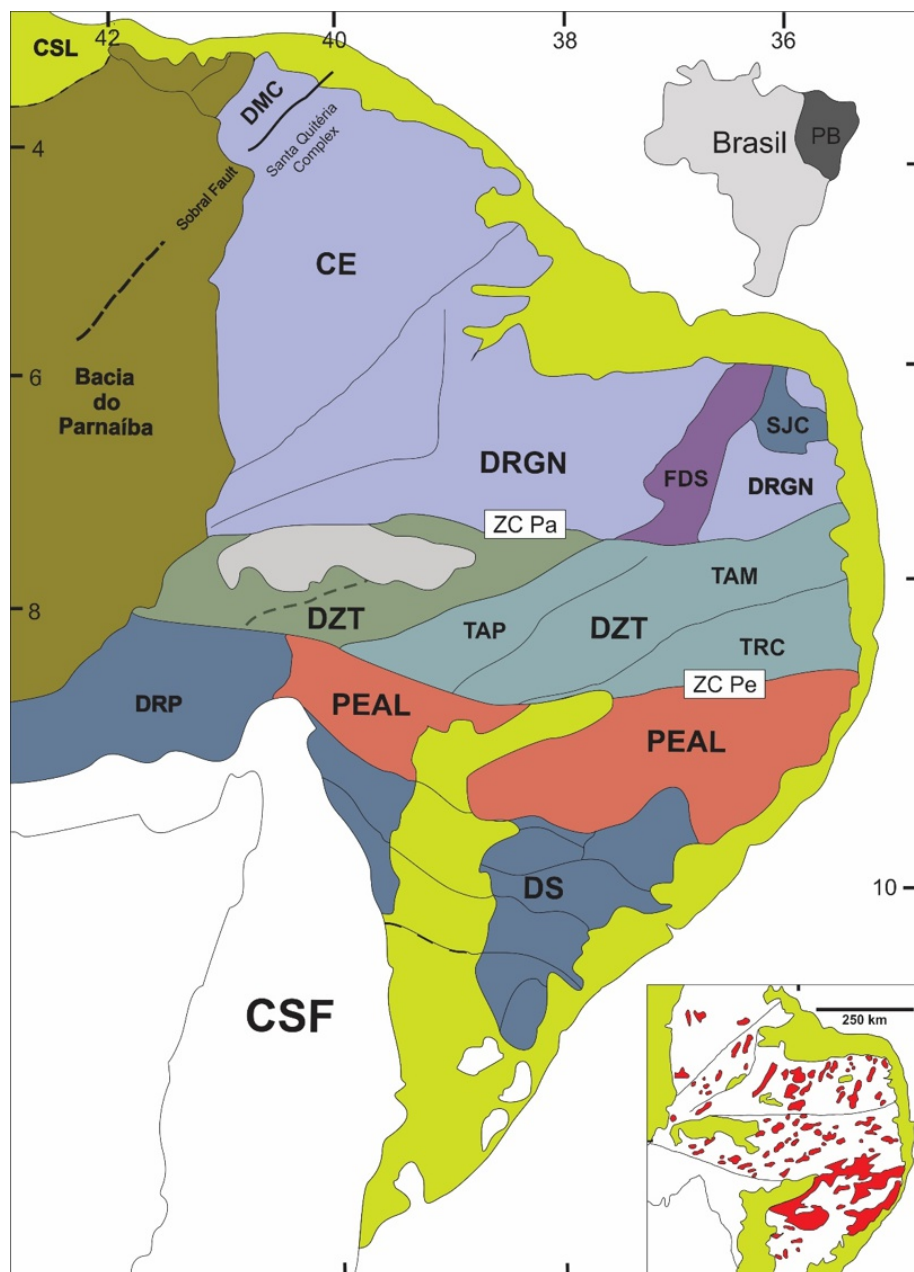 42
40
38
36
CSL
DMC
Santa Quitéria
Complex
4
Brasil
PB
Sobral Fault
CE
6
Bacia
do
Parnaíba
SJC
DRGN
FDS
DRGN
ZC Pa
TAM
8
DZT
TAP
DZT
TRC
ZC Pe
DRP
PEAL
PEAL
DS
10
CSF
250 km